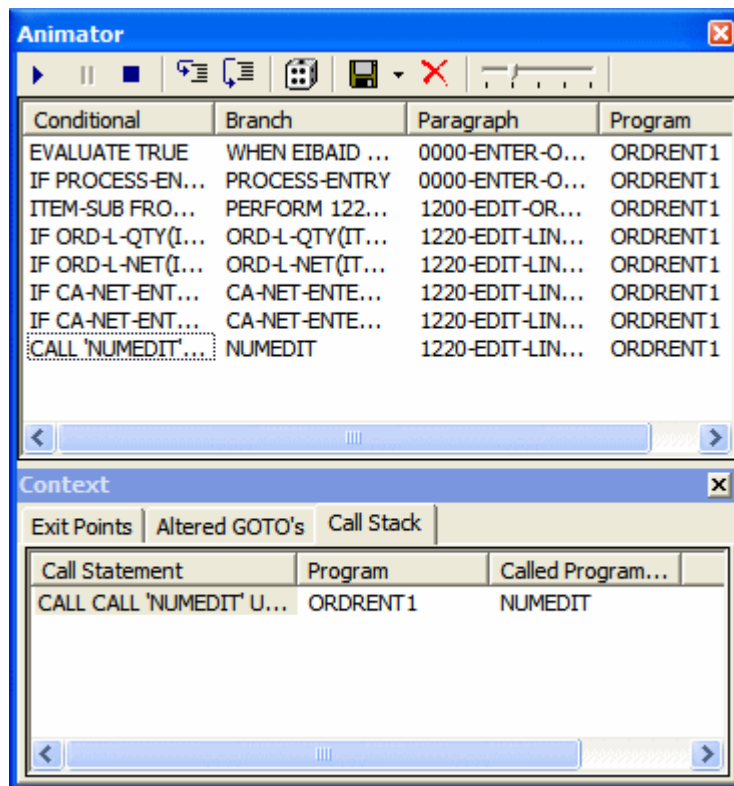 Animator
Conditional Branch Paragraph Program
EVALUATE TRUE WHEN EIBAID ... 0000-ENTER-O... ORDRENT1
IF PROCESS-EN... PROCESS-ENTRY 0000-ENTER-O... ORDRENT1
ITEM-SUB FRO... PERFORM 122... 1200-EDIT-OR... ORDRENT1
IF ORD-L-QTY(I... ORD-L-QTY(IT... 1220-EDIT-LIN... ORDRENT1
IF ORD-L-NET(I... ORD-L-NET(IT... 1220-EDIT-LIN... ORDRENT1
IF CA-NET-ENT... CA-NET-ENTE... 1220-EDIT-LIN... ORDRENT1
IF CA-NET-ENT... CA-NET-ENTE... 1220-EDIT-LIN... ORDRENT1
CALL 'NUMEDIT'... NUMEDIT 1220-EDIT-LIN... ORDRENT1
Context
Exit Points Altered GOTO's Call Stack
Call Statement Program Called Program...
CALL CALL 'NUMEDIT' U... ORDRENT1 NUMEDIT